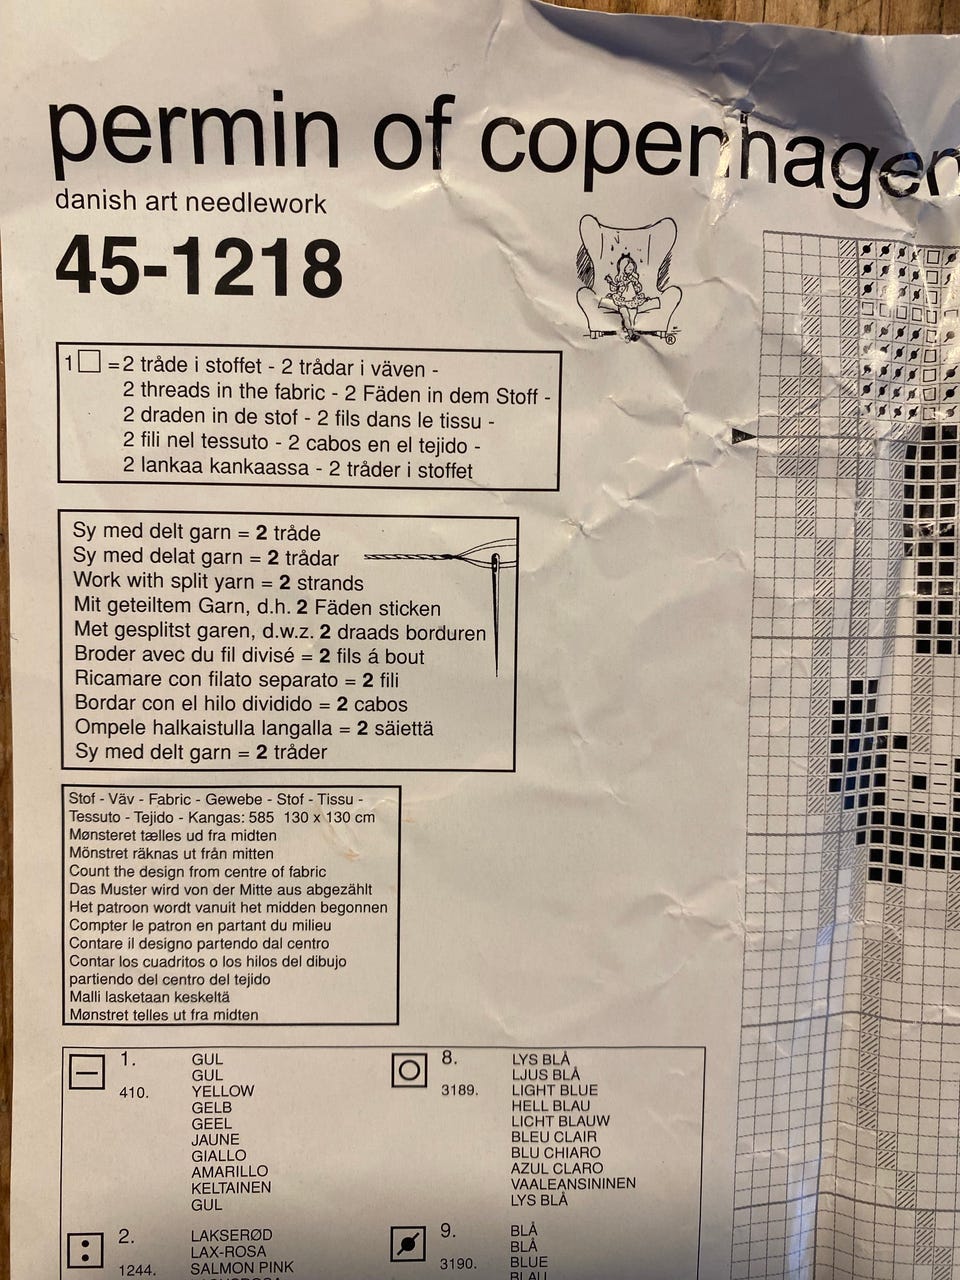 permin of copenhagen
danish art needlework
45-1218
®
1 □ = 2 tråde i stoffet - 2 trådar i väven -
2 threads in the fabric - 2 Fäden in dem Stoff -
2 draden in de stof - 2 fils dans le tissu -
2 fili nel tessuto - 2 cabos en el tejido -
2 lankaa kankaassa - 2 tråder i stoffet
Sy med delt garn = 2 tråde
Sy med delat garn = 2 trådar
Work with split yarn = 2 strands
Mit geteiltem Garn, d.h. 2 Fäden sticken
Met gesplitst garen, d.w.z. 2 draads borduren
Broder avec du fil divisé = 2 fils á bout
Ricamare con filato separato = 2 fili
Bordar con el hilo dividido = 2 cabos
Ompele halkaistulla langalla = 2 säiettä
Sy med delt garn = 2 tråder
Stof - Väv - Fabric - Gewebe - Stof - Tissu -
Tessuto - Tejido - Kangas: 585 130 x 130 cm
Mønsteret tælles ud fra midten
Mönstret räknas ut från mitten
Count the design from centre of fabric
Das Muster wird von der Mitte aus abgezählt
Het patroon wordt vanuit het midden begonnen
Compter le patron en partant du milieu
Contare il designo partendo dal centro
Contar los cuadritos o los hilos del dibujo
partiendo del centro del tejido
Malli lasketaan keskeltä
Mønstret telles ut fra midten
1. GUL
GUL
410. YELLOW
GELB
GEEL
JAUNE
GIALLO
AMARILLO
KELTAINEN
GUL
8. LYS BLÅ
LJUS BLÅ
3189. LIGHT BLUE
HELL BLAU
LICHT BLAUW
BLEU CLAIR
BLU CHIARO
AZUL CLARO
VAALEANSININEN
LYS BLÅ
2. LAKSERØD
LAX-ROSA
1244. SALMON PINK
9. BLÅ
BLÅ
3190. BLUE
BLAU